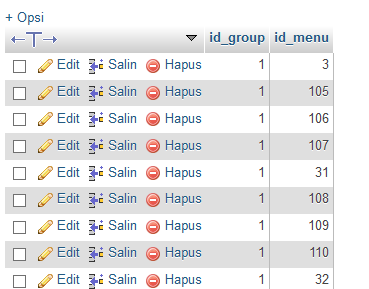 + Opsi
id_group id_menu
Edit Salin Hapus 1 3
Edit Salin Hapus 1 105
Edit Salin Hapus 1 106
Edit Salin Hapus 1 107
Edit Salin Hapus 1 31
Edit Salin Hapus 1 108
Edit Salin Hapus 1 109
Edit Salin Hapus 1 110
Edit Salin Hapus 1 32